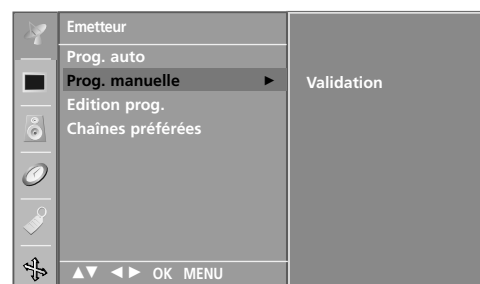 Emetteur
Prog. auto
Prog. manuelle ►
Validation
Edition prog.
Chaînes préférées
▲▼ ◄► OK MENU